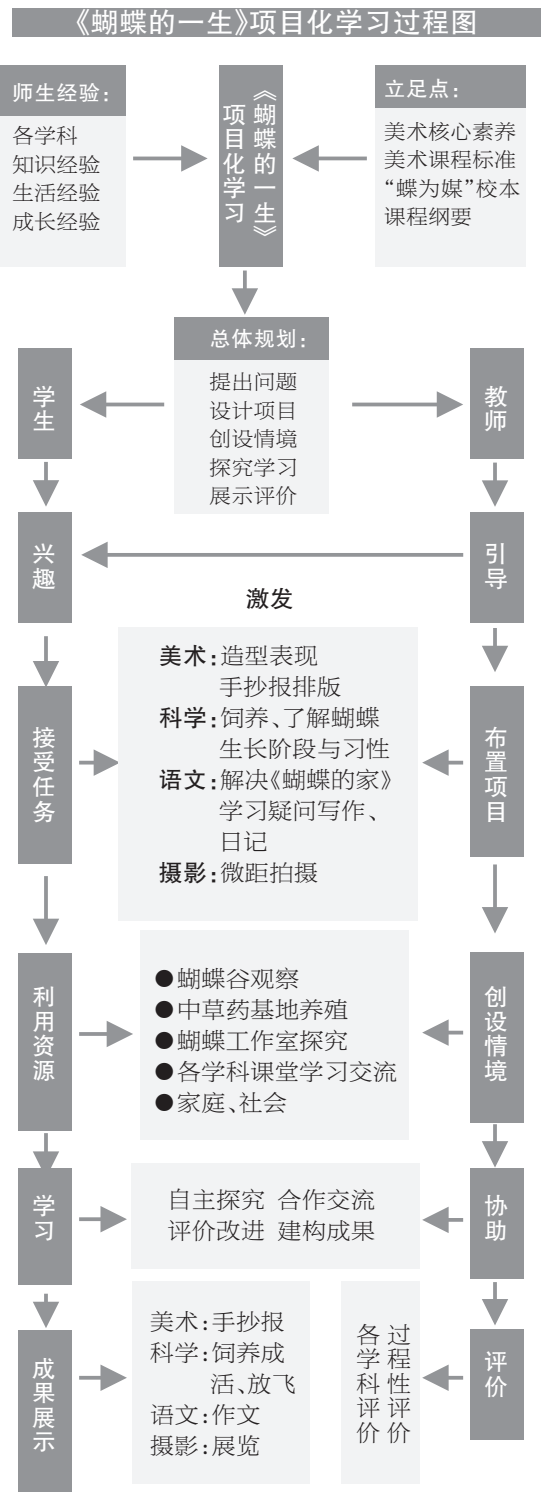 《蝴蝶的一生》项目化学习过程图
师生经验：
各学科
知识经验
生活经验
成长经验
《蝴蝶的一生》
项目化学习
立足点：
美术核心素养
美术课程标准
“蝶为媒”校本
课程纲要
总体规划：
提出问题
设计项目
创设情境
探究学习
展示评价
学生
教师
兴趣
引导
激发
接受任务
美术：造型表现
手抄报排版
科学：饲养、了解蝴蝶
生长阶段与习性
语文：解决《蝴蝶的家》
学习疑问写作、
日记
摄影：微距拍摄
布置项目
利用资源
●蝴蝶谷观察
●中草药基地养殖
●蝴蝶工作室探究
●各学科课堂学习交流
●家庭、社会
创设情境
学习
自主探究 合作交流
评价改进 建构成果
协助
成果展示
美术：手抄报
科学：饲养成
活、放飞
语文：作文
摄影：展览
过程性评价
各学科评价
评价